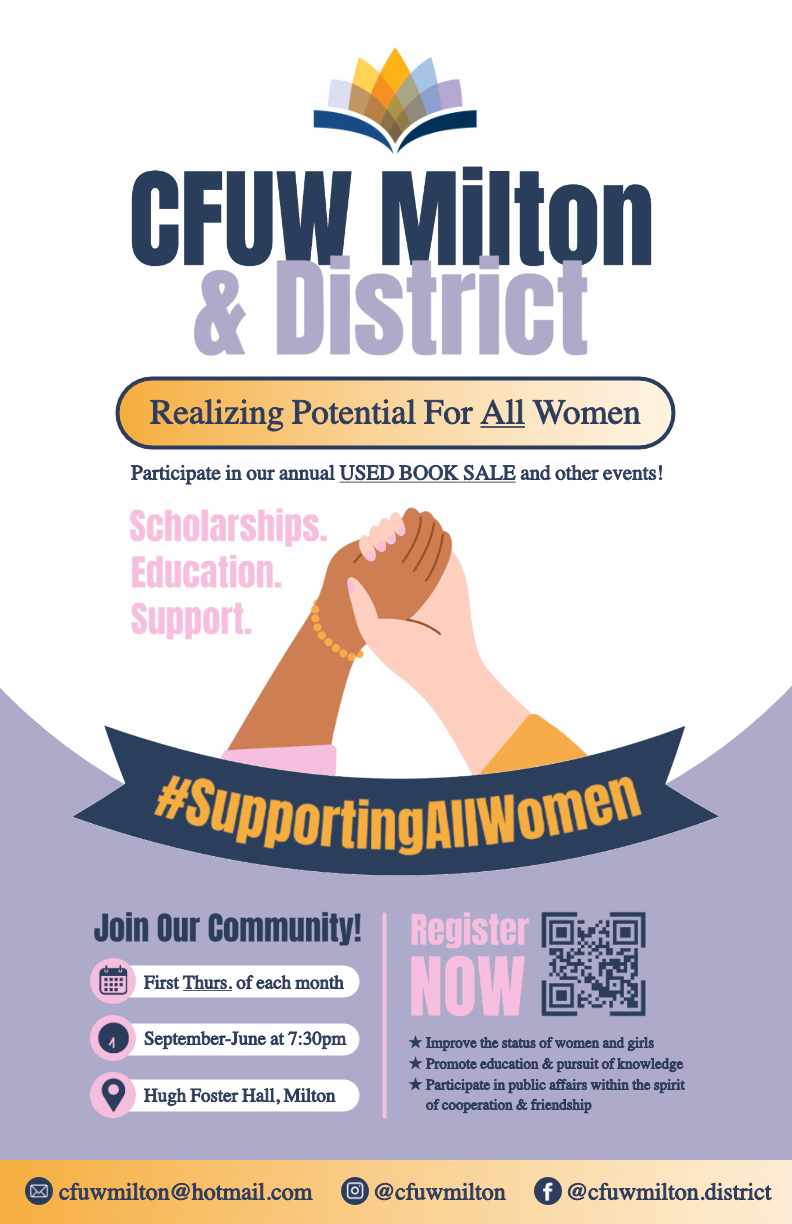 CFUW Milton
& District
Realizing Potential For All Women
Participate in our annual USED BOOK SALE and other events!
Scholarships.
Education.
Support.
#SupportingAllWomen
Join Our Community!
First Thurs. of each month
September-June at 7:30pm
Hugh Foster Hall, Milton
Register
NOW
★ Improve the status of women and girls
★ Promote education & pursuit of knowledge
★ Participate in public affairs within the spirit
of cooperation & friendship
cfuwmilton@hotmail.com
@cfuwmilton
@cfuwmilton.district